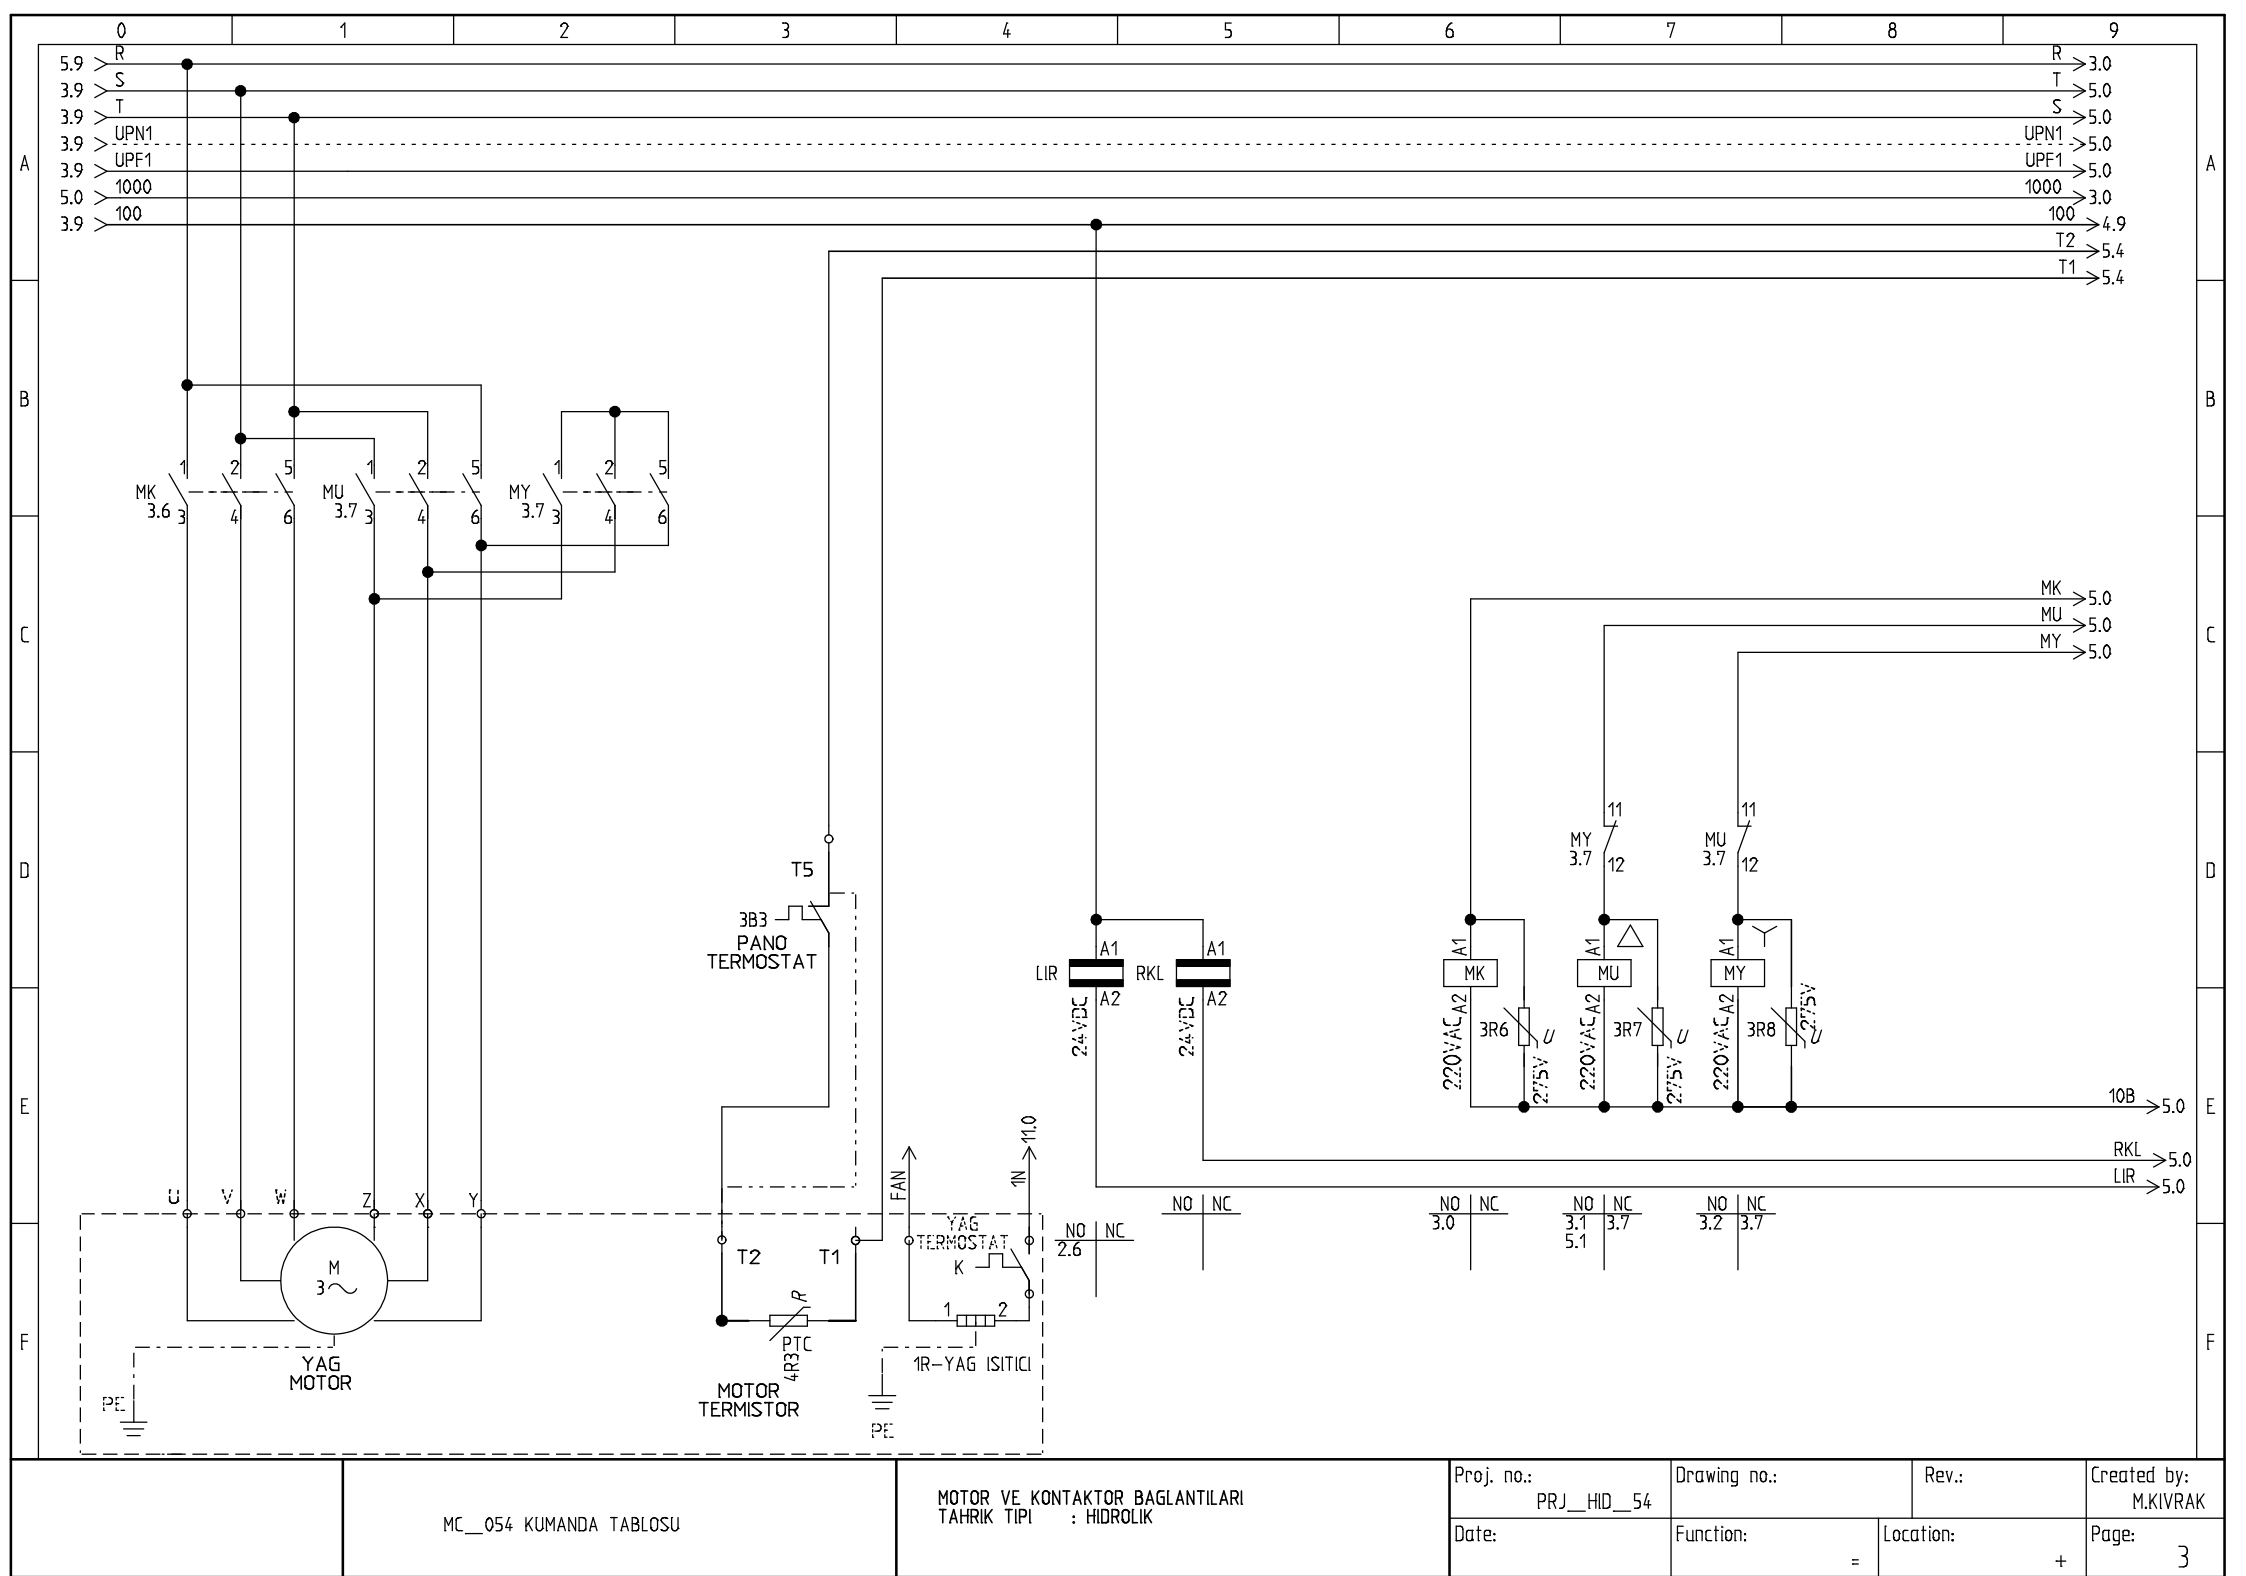 0 1 2 3 4 5 6 7 8 9
5.9 R R 3.0
3.9 S T 5.0
3.9 T S 5.0
3.9 UPN1 UPN1 5.0
A A
3.9 UPF1 UPF1 5.0
5.0 1000 1000 3.0
3.9 100 100 4.9
T2 5.4
T1 5.4
B B
1 2 5 1 2 5 1 2 5
MK MU MY
3.6 3.7 3.7
3 4 6 3 4 6 3 4 6
MK 5.0
MU 5.0
C C
MY 5.0
11 11
MY MU
3.7 3.7
12 12
D T5 D
3B3
PANO
TERMOSTAT
A1 A1 A1 A1 A1
LIR RKL MK MU MY
A2 A2 A2 A2 A2
24VDC 24VDC 220VAC 220VAC 220VAC
3R6 U 3R7 U 3R8 U
275V 275V 275V
E 10B 5.0 E
FAN 1N 11.0
RKL 5.0
LIR 5.0
U V W Z X Y
NO NC NO NC NO NC NO NC
3.0 3.1 3.7 3.2 3.7
5.1
NO NC
2.6
YAG
TERMOSTAT
T2 T1 K
M
3
R
1 2
F PTC F
4R3
YAG
MOTOR
1R-YAG ISITICI
MOTOR
TERMISTOR
PE PE
MC__054 KUMANDA TABLOSU
MOTOR VE KONTAKTOR BAGLANTILARI
TAHRIK TIPI : HIDROLIK
Proj. no.: Drawing no.: Rev.: Created by:
PRJ__HID__54 M.KIVRAK
Date: Function: Location: Page:
= + 3